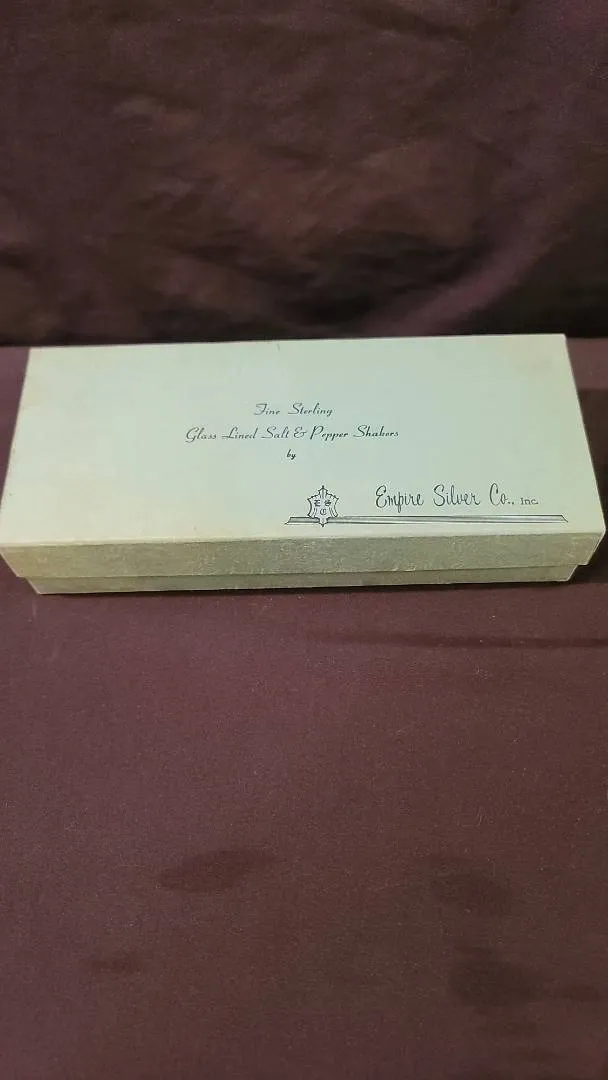 Fine Sterling
Glass Lined Salt & Pepper Shakers
by
Empire Silver Co., Inc.